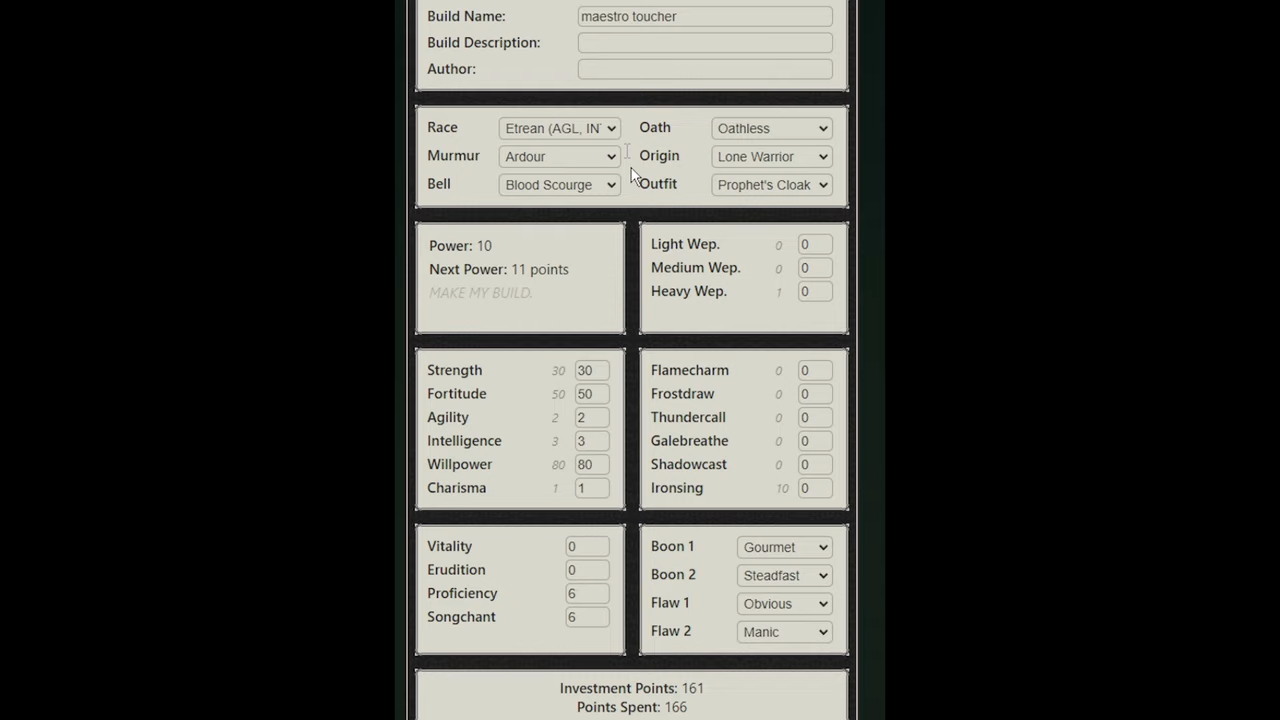 Build Name: maestro toucher
Build Description:
Author:
Race Etrean (AGL, IN Oath Oathless
Murmur Ardour Origin Lone Warrior
Bell Blood Scourge Outfit Prophet's Cloak
Power: 10
Next Power: 11 points
MAKE MY BUILD.
Light Wep. 0 0
Medium Wep. 0 0
Heavy Wep. 1 0
Strength 30 30
Fortitude 50 50
Agility 2 2
Intelligence 3 3
Willpower 80 80
Charisma 1 1
Flamecharm 0 0
Frostdraw 0 0
Thundercall 0 0
Galebreathe 0 0
Shadowcast 0 0
Ironsing 10 0
Vitality 0
Erudition 0
Proficiency 6
Songchant 6
Boon 1 Gourmet
Boon 2 Steadfast
Flaw 1 Obvious
Flaw 2 Manic
Investment Points: 161
Points Spent: 166